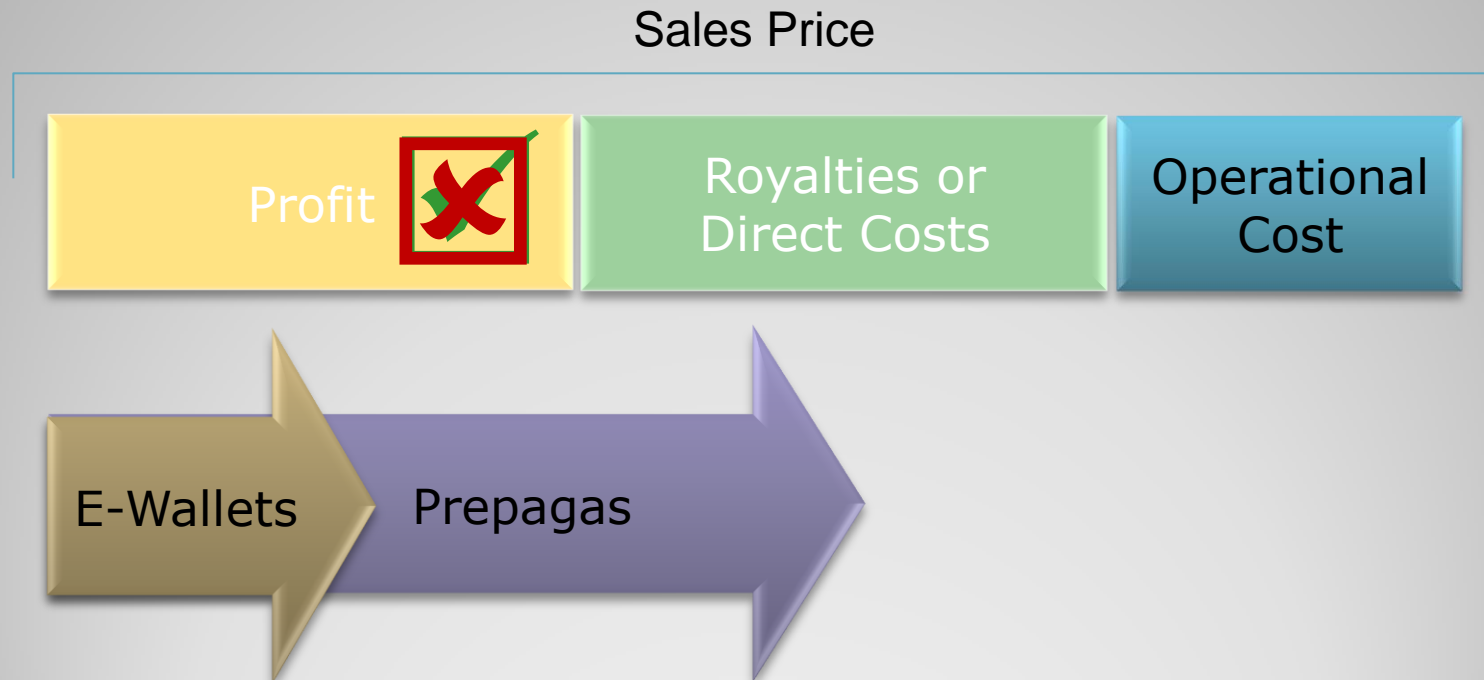 Sales Price
Profit
Royalties or
Direct Costs
Operational
Cost
E-Wallets
Prepagas